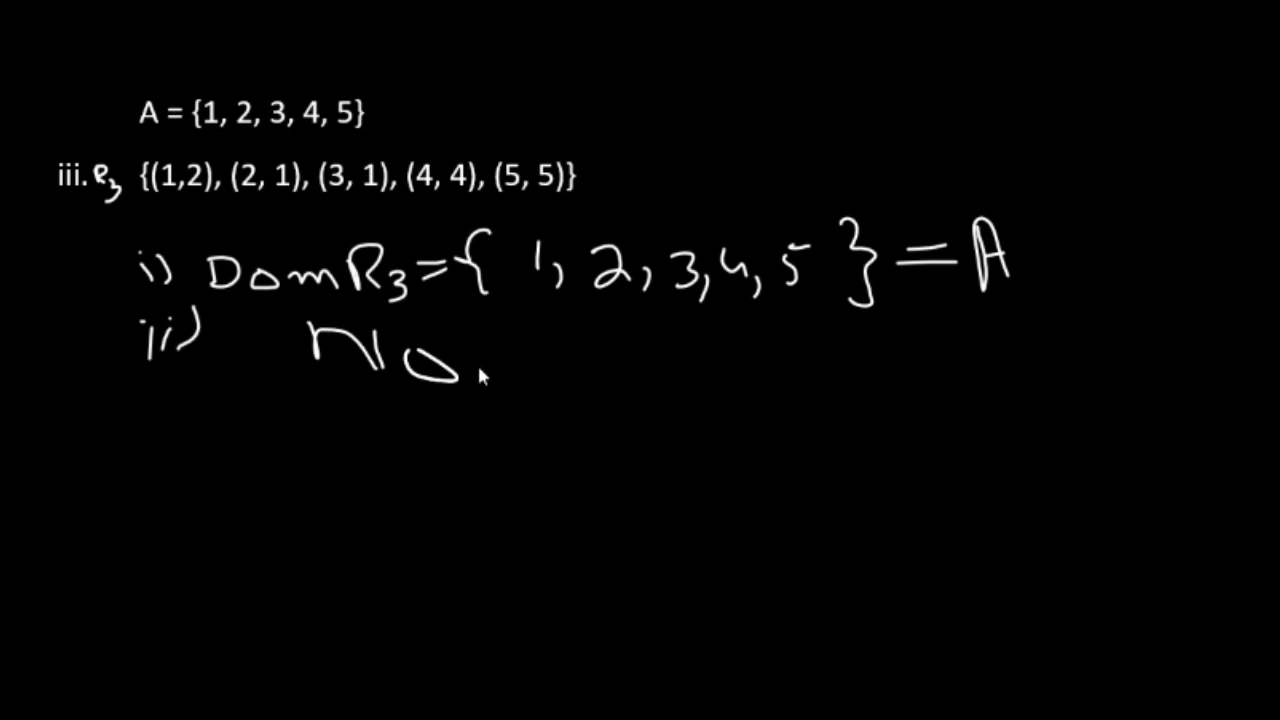 A = {1, 2, 3, 4, 5}
iii. R3 {(1,2), (2, 1), (3, 1), (4, 4), (5, 5)}
i) Dom R3 = { 1, 2, 3, 4, 5 } = A
ii) No.